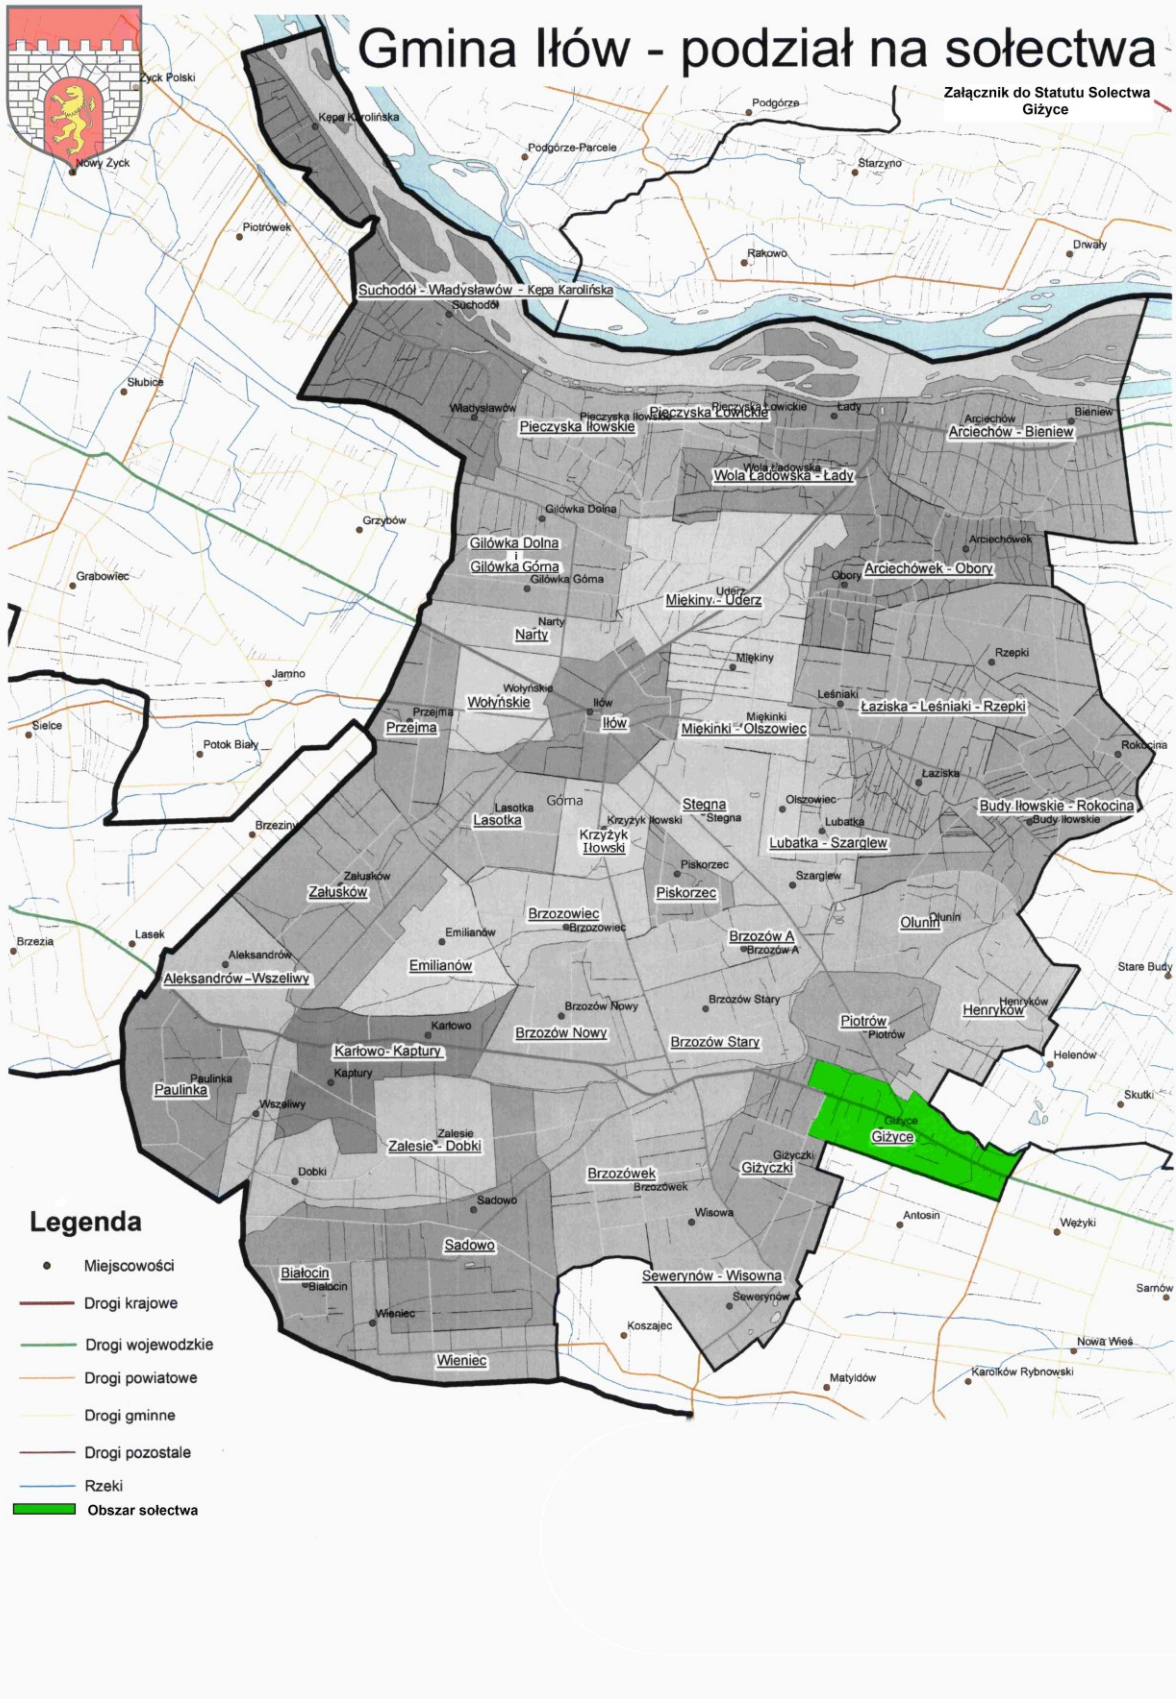 Gmina Iłów - podział na sołectwa
Załącznik do Statutu Solectwa
Giżyce
Życk Polski
Nowy Życk
Kępa Karolińska
Podgórze
Podgórze-Parcele
Starzyno
Piotrówek
Rakowo
Drwały
Suchodół - Władysławów - Kępa Karolińska
Suchodół
Słubice
Władysławów
Pieczyska Iłowskie
Pieczyska Iłowskie
Pieczyska Łowickie
Pieczyska Łowickie
Łady
Arciechów
Bieniew
Arciechów - Bieniew
Wola Ładowska
Wola Ładowska - Łady
Gilówka Dolna
Grzybów
Gilówka Dolna
i
Gilówka Górna
Gilówka Górna
Arciechówek
Arciechówek - Obory
Obory
Grabowiec
Uderz
Miękiny - Uderz
Narty
Narty
Rzepki
Miękiny
Jamno
Wołyńskie
Wołyńskie
Leśniaki
Łaziska - Leśniaki - Rzepki
Iłów
Iłów
Przejma
Przejma
Miękinki
Miękinki - Olszowiec
Sielce
Potok Biały
Rokocina
Łaziska
Górna
Lasotka
Lasotka
Stegna
Stegna
Olszowiec
Budy Iłowskie - Rokocina
Budy Iłowskie
Brzeziny
Krzyżyk Iłowski
Krzyżyk
Iłowski
Lubatka
Lubatka - Szarglew
Piskorzec
Piskorzec
Szarglew
Załusków
Załusków
Brzozowiec
Brzozowiec
Olunin
Olunin
Brzezia
Lasek
Emilianów
Emilianów
Brzozów A
Brzozów A
Aleksandrów
Aleksandrów - Wszeliwy
Stare Budy
Brzozów Nowy
Brzozów Nowy
Brzozów Stary
Brzozów Stary
Henryków
Henryków
Piotrów
Piotrów
Karłowo
Karłowo- Kaptury
Kaptury
Helenów
Paulinka
Paulinka
Skutki
Wszeliwy
Giżyce
Giżyce
Zalesie
Zalesie - Dobki
Giżyczki
Giżyczki
Dobki
Brzozówek
Brzozówek
Sadowo
Sadowo
Wisowa
Antosin
Wężyki
Białocin
Białocin
Sewerynów - Wisowna
Sewerynów
Sarnów
Wieniec
Wieniec
Koszajec
Nowa Wieś
Matyldów
Karolków Rybnowski
Legenda
Miejscowości
Drogi krajowe
Drogi wojewodzkie
Drogi powiatowe
Drogi gminne
Drogi pozostale
Rzeki
Obszar sołectwa